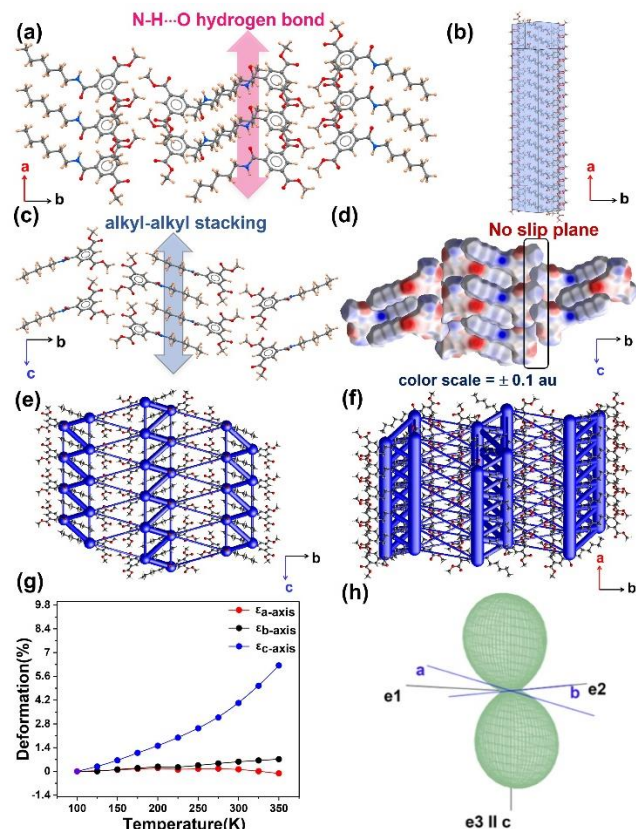 (a)
N-H···O hydrogen bond
a
b
(b)
a
b
(c)
alkyl-alkyl stacking
b
c
(d)
No slip plane
b
c
color scale = ± 0.1 au
(e)
b
c
(f)
a
b
(g)
9.8
8.4
7.0
5.6
4.2
2.8
1.4
0
-1.4
Deformation(%)
εa-axis
εb-axis
εc-axis
100 150 200 250 300 350
Temperature(K)
(h)
a
e1
e2
b
e3 ll c